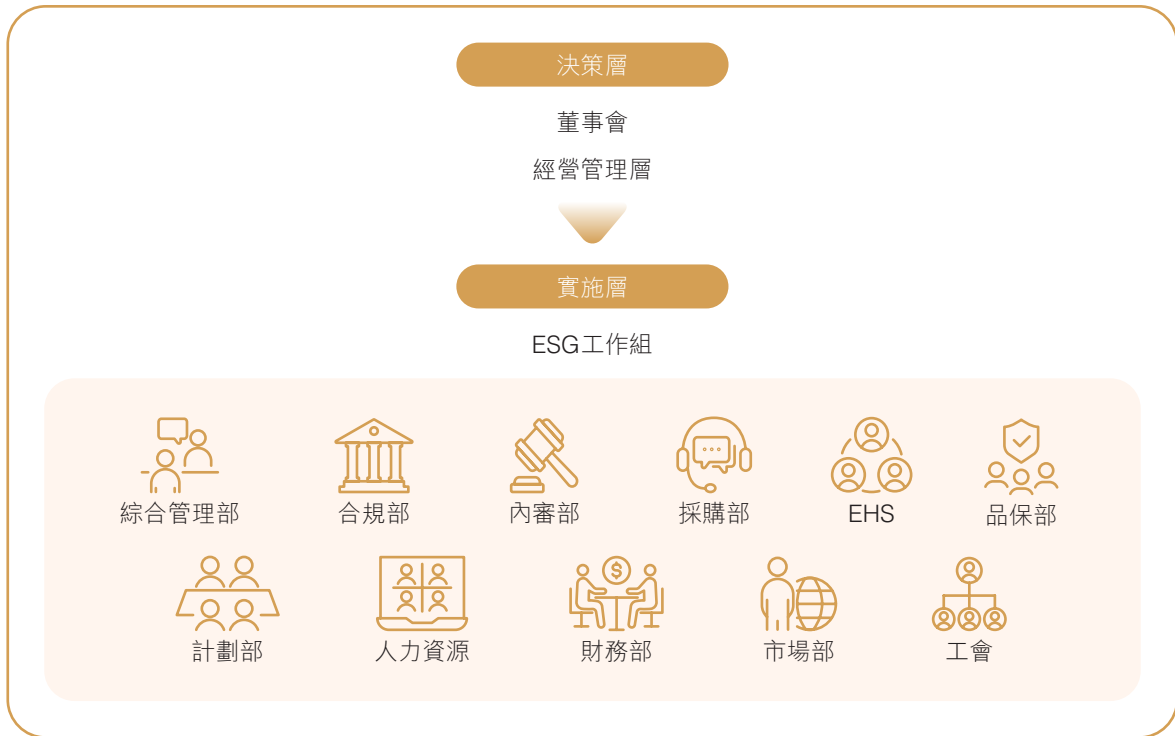 決策層
董事會
經營管理層
實施層
ESG工作組
綜合管理部 合規部 內審部 採購部 EHS 品保部
計劃部 人力資源 財務部 市場部 工會